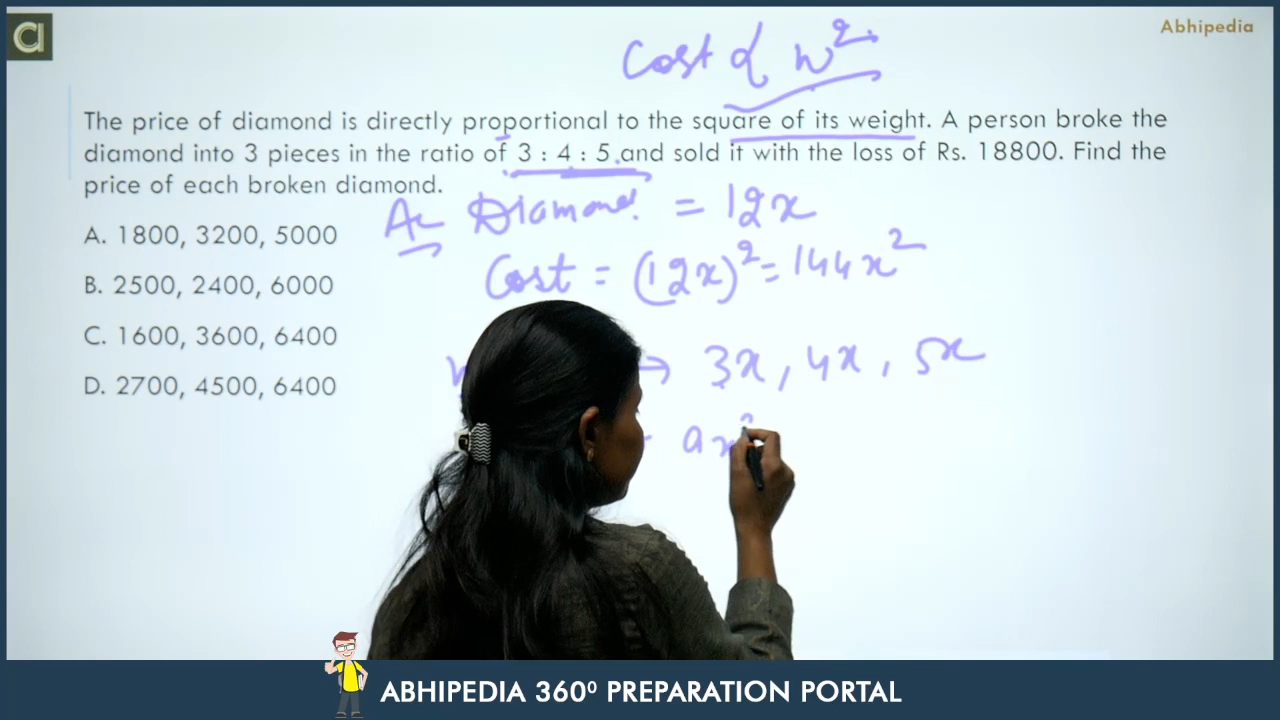 Abhipedia
Cost ∝ w².
The price of diamond is directly proportional to the square of its weight. A person broke the
diamond into 3 pieces in the ratio of 3 : 4 : 5 and sold it with the loss of Rs. 18800. Find the
price of each broken diamond.
Diamond = 12x
A. 1800, 3200, 5000
Cost = (12x)² = 144x²
B. 2500, 2400, 6000
C. 1600, 3600, 6400
→ 3x, 4x, 5x
D. 2700, 4500, 6400
9x²
ABHIPEDIA 360⁰ PREPARATION PORTAL